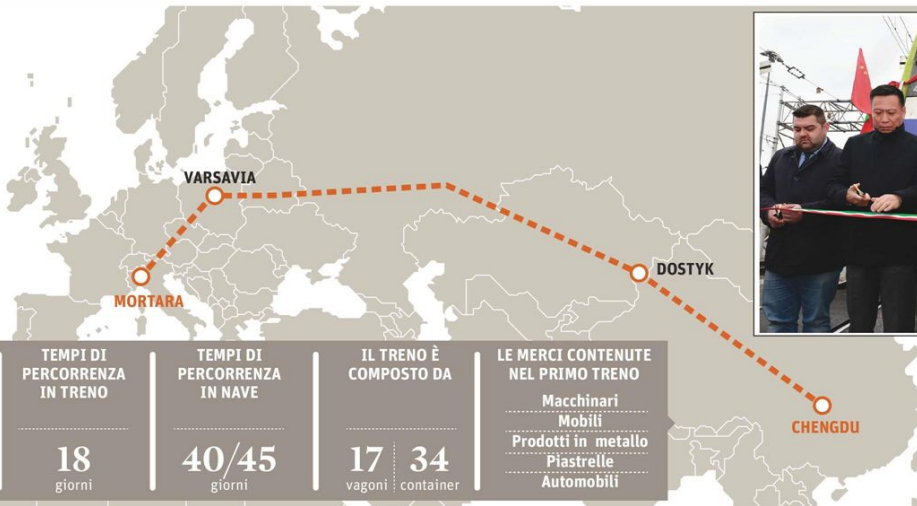 VARSAVIA
MORTARA
DOSTYK
CHENGDU
TEMPI DI
PERCORRENZA
IN TRENO
18
giorni
TEMPI DI
PERCORRENZA
IN NAVE
40/45
giorni
IL TRENO È
COMPOSTO DA
17
vagoni
34
container
LE MERCI CONTENUTE
NEL PRIMO TRENO
Macchinari
Mobili
Prodotti in metallo
Piastrelle
Automobili